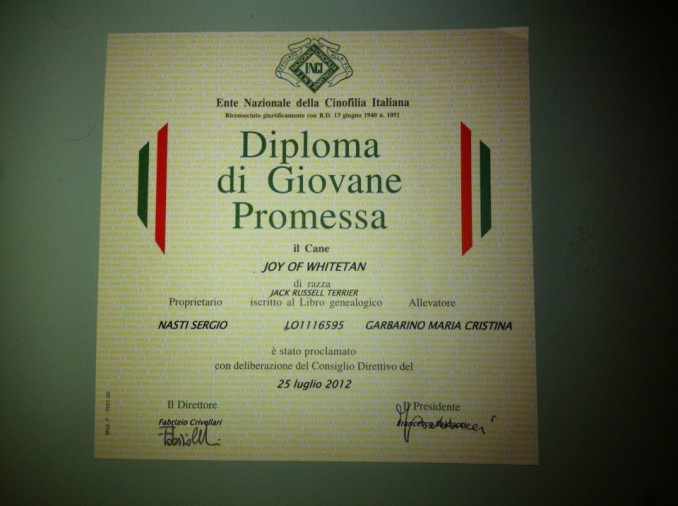 ENCI
Ente Nazionale della Cinofilia Italiana
Riconosciuto giuridicamente con R.D. 13 giugno 1940 n. 1051
Diploma
di Giovane
Promessa
il Cane
JOY OF WHITETAN
di razza
JACK RUSSELL TERRIER
Proprietario iscritto al Libro genealogico Allevatore
NASTI SERGIO LO1116595 GARBARINO MARIA CRISTINA
è stato proclamato
con deliberazione del Consiglio Direttivo del
25 luglio 2012
Il Direttore Il Presidente
Fabrizio Crivellari